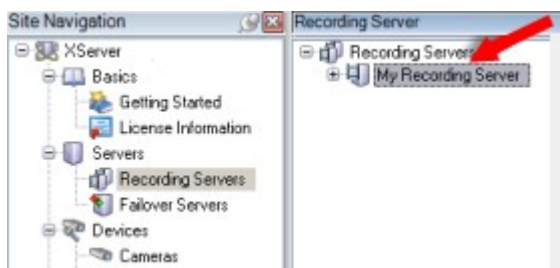 Site Navigation
XServer
Basics
Getting Started
License Information
Servers
Recording Servers
Failover Servers
Devices
Cameras
Recording Server
Recording Servers
My Recording Server